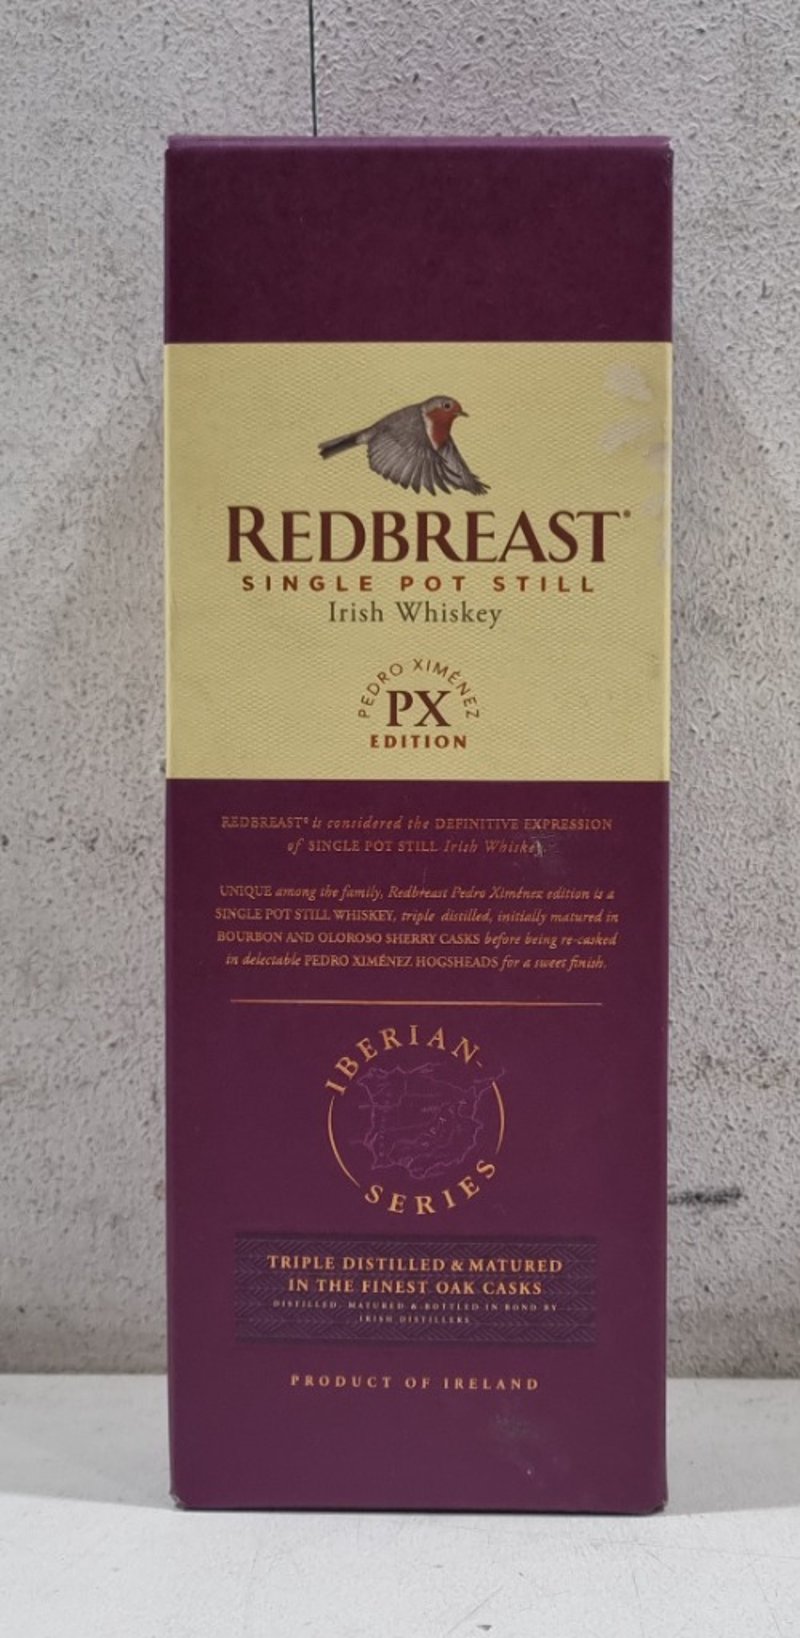 REDBREAST®
SINGLE POT STILL
Irish Whiskey
PEDRO XIMÉNEZ
PX
EDITION
REDBREAST® is considered the DEFINITIVE EXPRESSION
of SINGLE POT STILL Irish Whiskey.
UNIQUE among the family, Redbreast Pedro Ximénez edition is a
SINGLE POT STILL WHISKEY, triple distilled, initially matured in
BOURBON AND OLOROSO SHERRY CASKS before being re-casked
in delectable PEDRO XIMÉNEZ HOGSHEADS for a sweet finish.
IBERIAN
SERIES
TRIPLE DISTILLED & MATURED
IN THE FINEST OAK CASKS
DISTILLED, MATURED & BOTTLED IN BOND BY
IRISH DISTILLERS
PRODUCT OF IRELAND